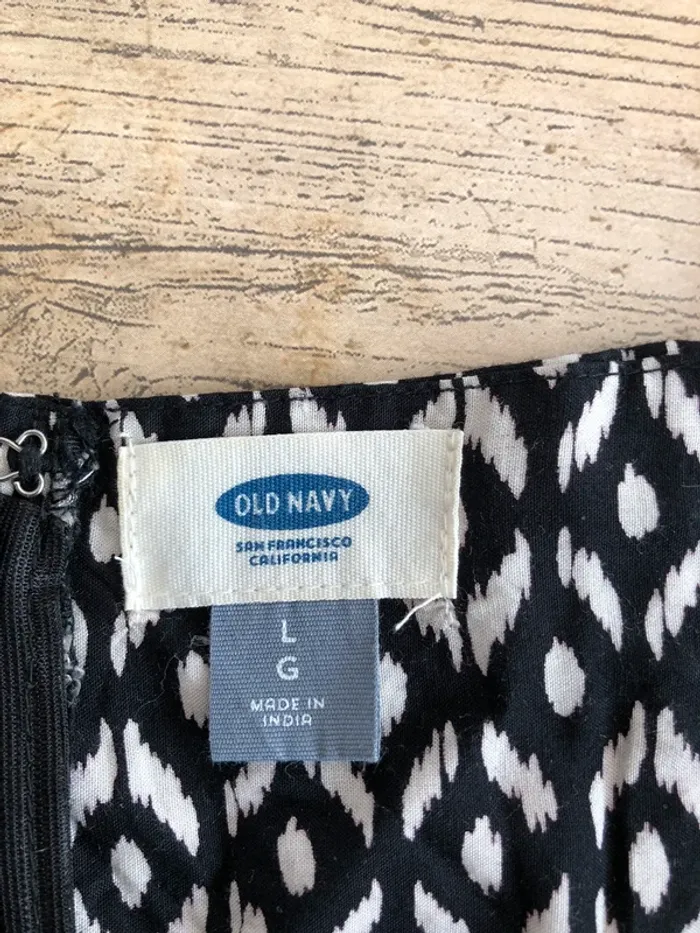 OLD NAVY
SAN FRANCISCO
CALIFORNIA
L
G
MADE IN
INDIA